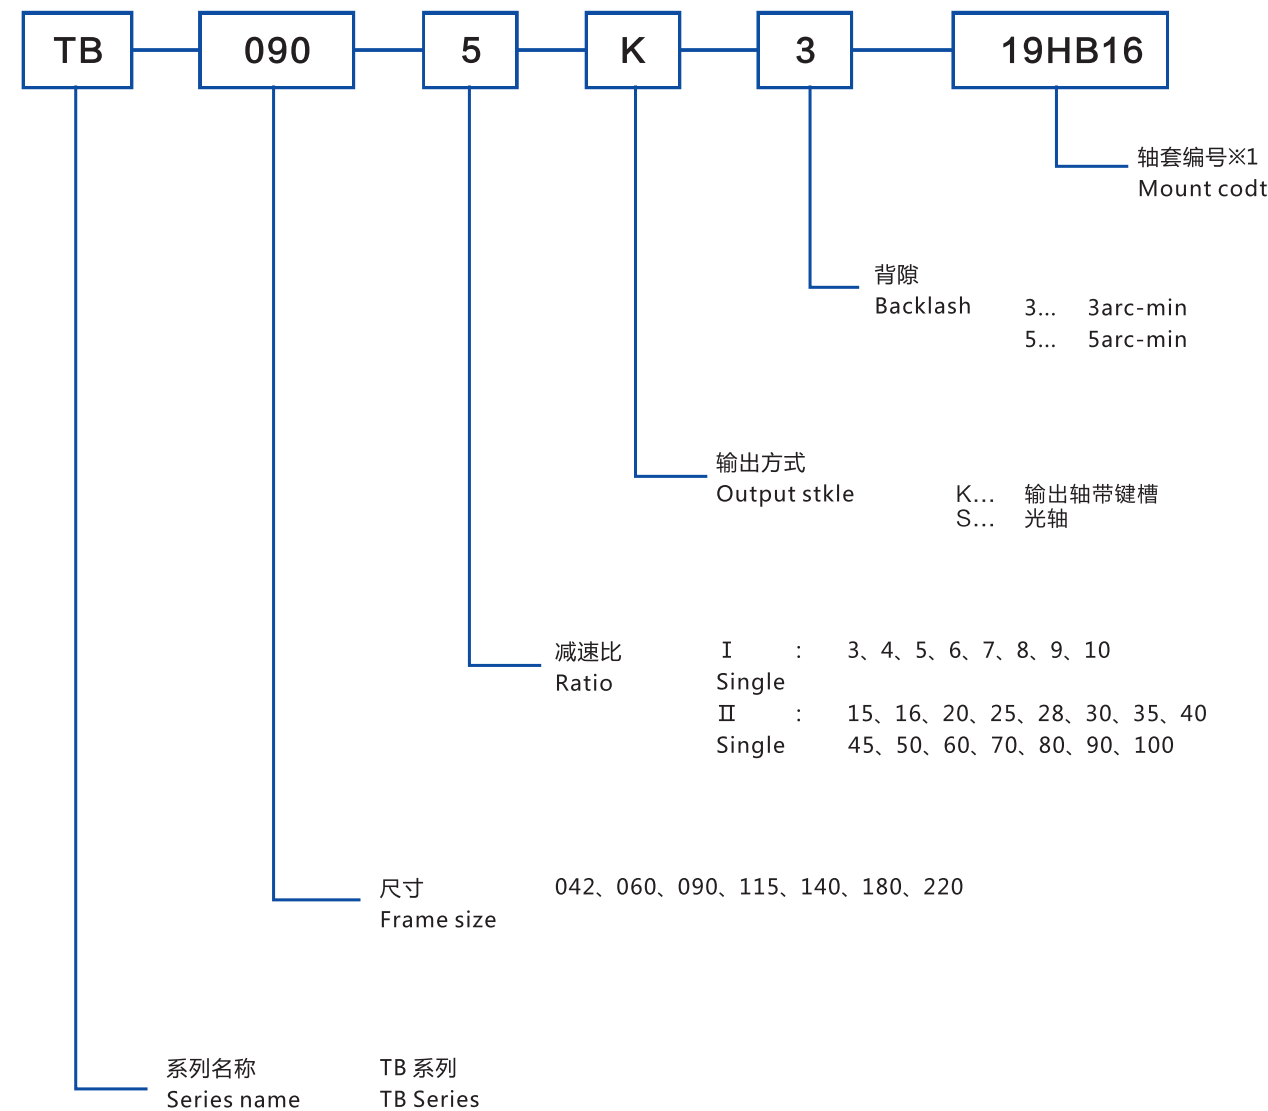 TB 090 5 K 3 19HB16
轴套编号※1
Mount codt
背隙
Backlash 3... 3arc-min
5... 5arc-min
输出方式
Output stkle K... 输出轴带键槽
S... 光轴
减速比 Ⅰ : 3、4、5、6、7、8、9、10
Ratio Single
Ⅱ : 15、16、20、25、28、30、35、40
Single 45、50、60、70、80、90、100
尺寸 042、060、090、115、140、180、220
Frame size
系列名称 TB 系列
Series name TB Series